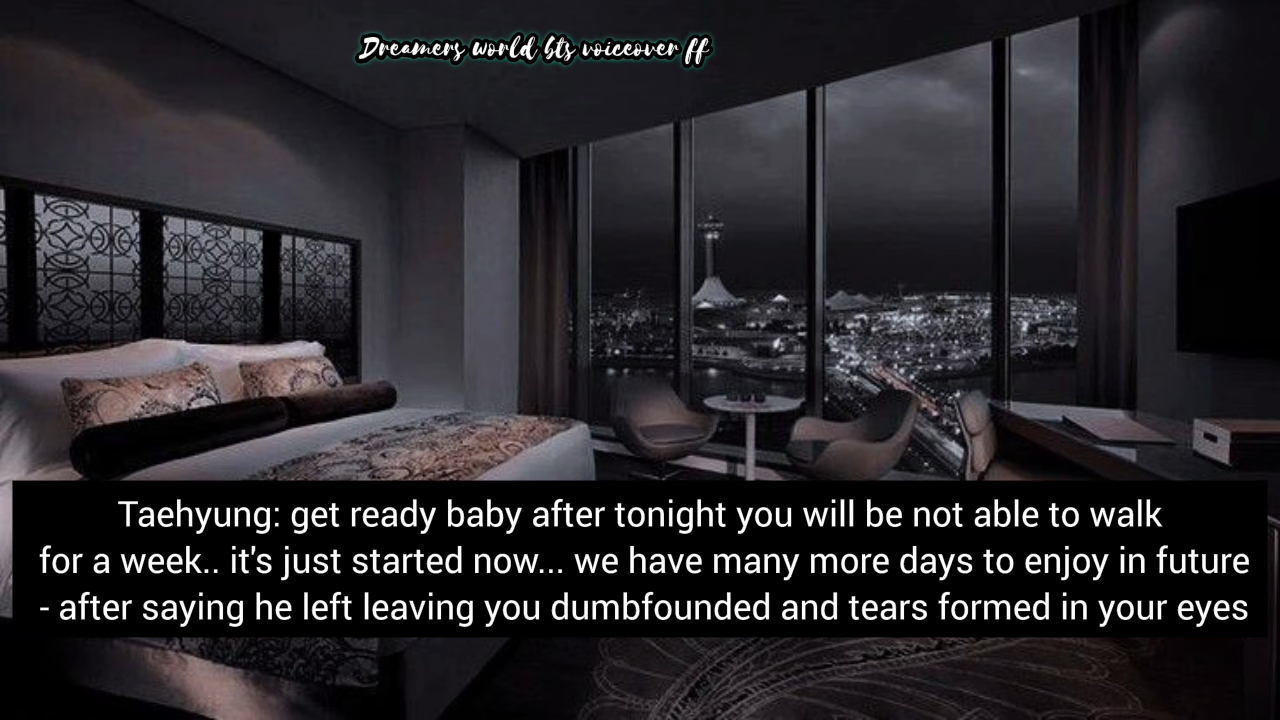 Dreamers world bts voiceover ff
Taehyung: get ready baby after tonight you will be not able to walk
for a week.. it's just started now... we have many more days to enjoy in future
- after saying he left leaving you dumbfounded and tears formed in your eyes